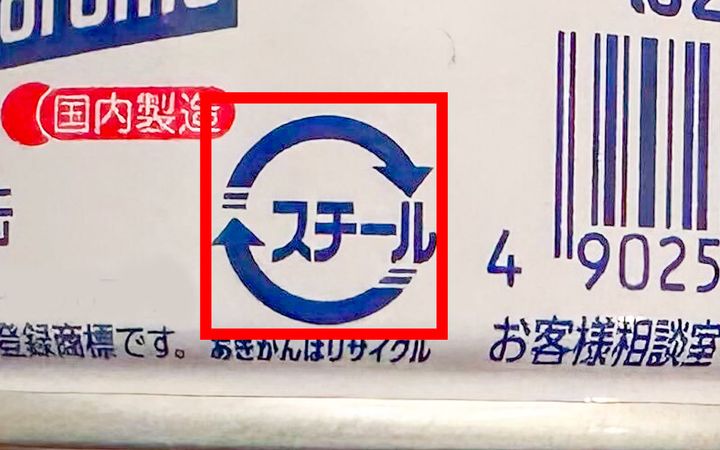 国内製造
スチール
4 9025
登録商標です。
あきかんはリサイクル
お客様相談室